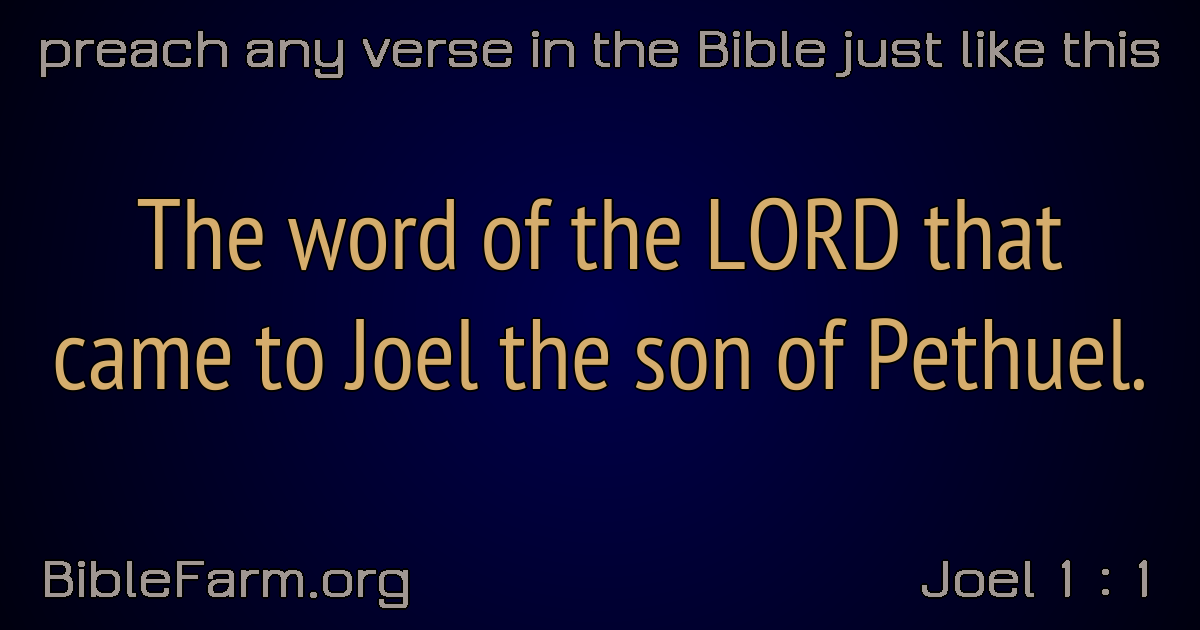 preach any verse in the Bible just like this
The word of the LORD that
came to Joel the son of Pethuel.
BibleFarm.org
Joel 1 : 1